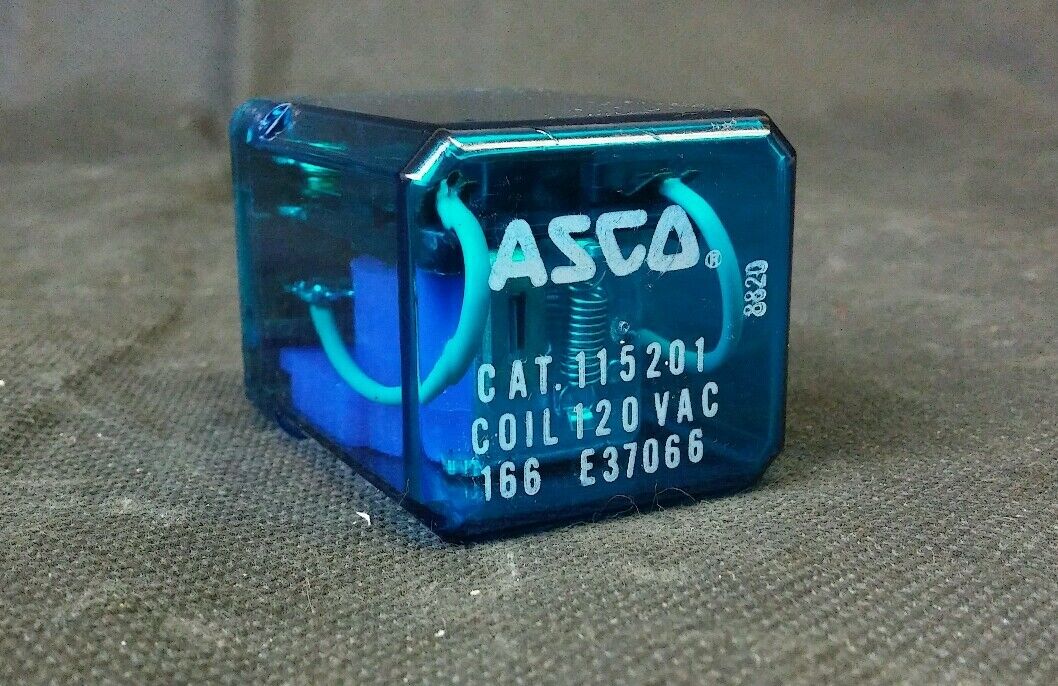 ASCO®
8820
CAT. 115201
COIL 120 VAC
166 E37066